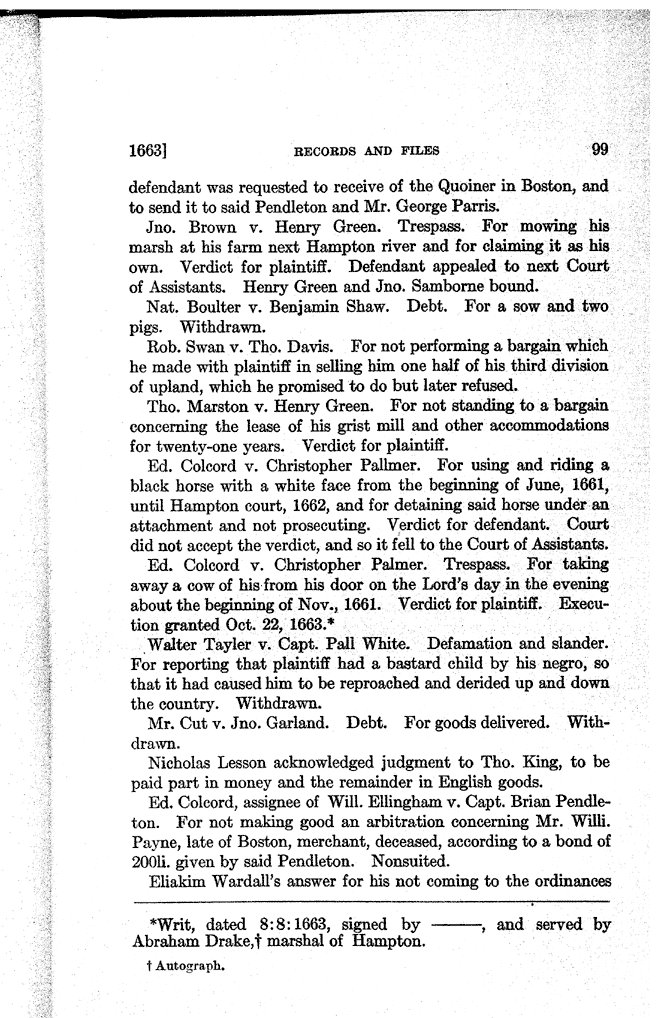 1663] RECORDS AND FILES 99
defendant was requested to receive of the Quoiner in Boston, and
to send it to said Pendleton and Mr. George Parris.
Jno. Brown v. Henry Green. Trespass. For mowing his
marsh at his farm next Hampton river and for claiming it as his
own. Verdict for plaintiff. Defendant appealed to next Court
of Assistants. Henry Green and Jno. Samborne bound.
Nat. Boulter v. Benjamin Shaw. Debt. For a sow and two
pigs. Withdrawn.
Rob. Swan v. Tho. Davis. For not performing a bargain which
he made with plaintiff in selling him one half of his third division
of upland, which he promised to do but later refused.
Tho. Marston v. Henry Green. For not standing to a bargain
concerning the lease of his grist mill and other accommodations
for twenty-one years. Verdict for plaintiff.
Ed. Colcord v. Christopher Pallmer. For using and riding a
black horse with a white face from the beginning of June, 1661,
until Hampton court, 1662, and for detaining said horse under an
attachment and not prosecuting. Verdict for defendant. Court
did not accept the verdict, and so it fell to the Court of Assistants.
Ed. Colcord v. Christopher Palmer. Trespass. For taking
away a cow of his from his door on the Lord's day in the evening
about the beginning of Nov., 1661. Verdict for plaintiff. Execu-
tion granted Oct. 22, 1663.*
Walter Tayler v. Capt. Pall White. Defamation and slander.
For reporting that plaintiff had a bastard child by his negro, so
that it had caused him to be reproached and derided up and down
the country. Withdrawn.
Mr. Cut v. Jno. Garland. Debt. For goods delivered. With-
drawn.
Nicholas Lesson acknowledged judgment to Tho. King, to be
paid part in money and the remainder in English goods.
Ed. Colcord, assignee of Will. Ellingham v. Capt. Brian Pendle-
ton. For not making good an arbitration concerning Mr. Willi.
Payne, late of Boston, merchant, deceased, according to a bond of
200li. given by said Pendleton. Nonsuited.
Eliakim Wardall's answer for his not coming to the ordinances
*Writ, dated 8:8:1663, signed by ———, and served by
Abraham Drake,† marshal of Hampton.
† Autograph.